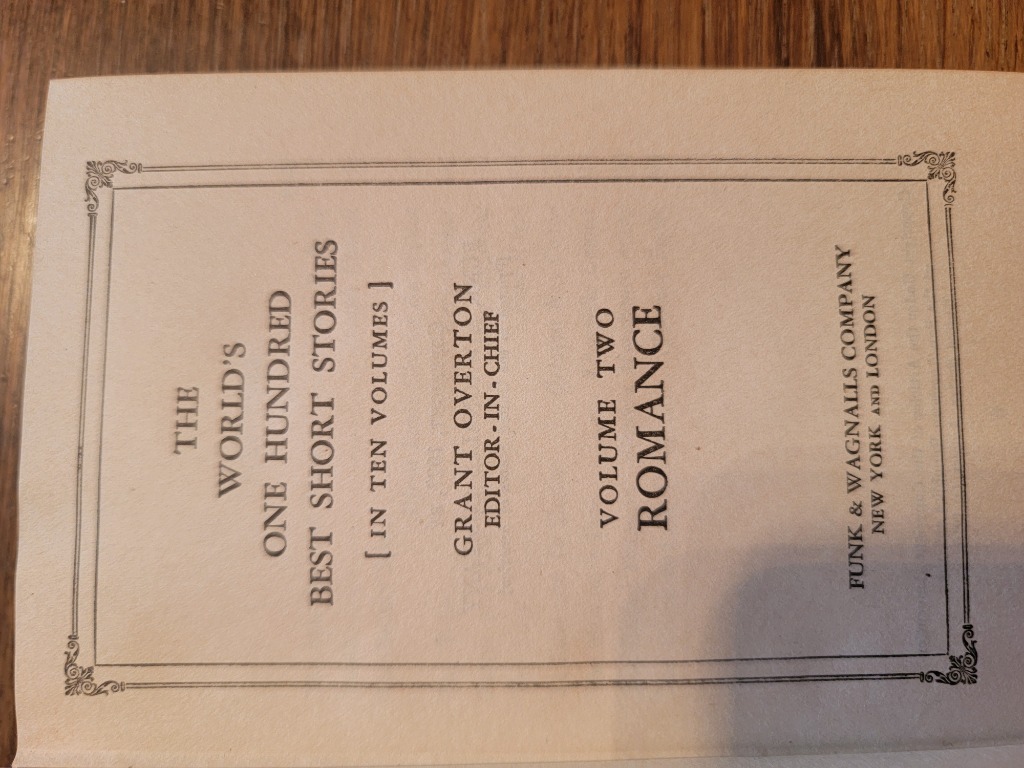 THE
WORLD'S
ONE HUNDRED
BEST SHORT STORIES
[ IN TEN VOLUMES ]
GRANT OVERTON
EDITOR-IN-CHIEF
VOLUME TWO
ROMANCE
FUNK & WAGNALLS COMPANY
NEW YORK AND LONDON